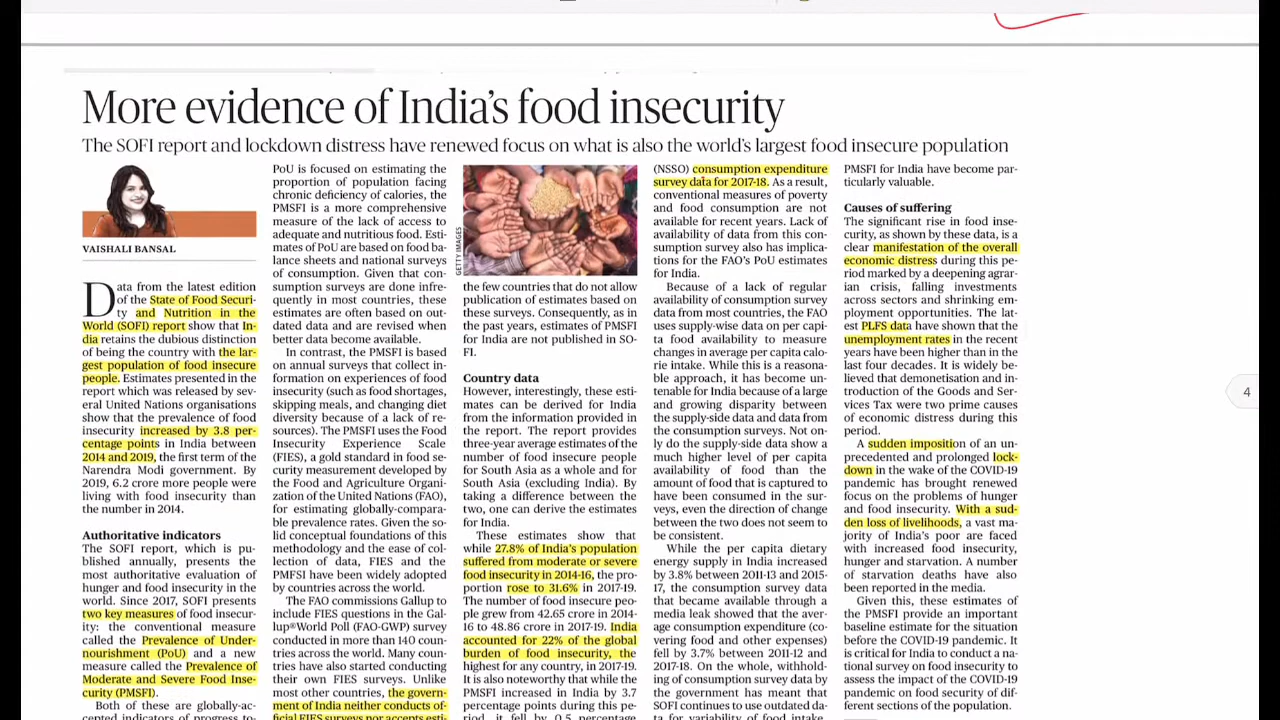 More evidence of India's food insecurity
The SOFI report and lockdown distress have renewed focus on what is also the world's largest food insecure population
VAISHALI BANSAL
Data from the latest edition
of the State of Food Securi-
ty and Nutrition in the
World (SOFI) report show that In-
dia retains the dubious distinction
of being the country with the lar-
gest population of food insecure
people. Estimates presented in the
report which was released by sev-
eral United Nations organisations
show that the prevalence of food
insecurity increased by 3.8 per-
centage points in India between
2014 and 2019, the first term of the
Narendra Modi government. By
2019, 6.2 crore more people were
living with food insecurity than
the number in 2014.
Authoritative indicators
The SOFI report, which is pu-
blished annually, presents the
most authoritative evaluation of
hunger and food insecurity in the
world. Since 2017, SOFI presents
two key measures of food insecur-
ity: the conventional measure
called the Prevalence of Under-
nourishment (PoU) and a new
measure called the Prevalence of
Moderate and Severe Food Inse-
curity (PMSFI).
Both of these are globally-ac-
cepted indicators of progress to-
PoU is focused on estimating the
proportion of population facing
chronic deficiency of calories, the
PMSFI is a more comprehensive
measure of the lack of access to
adequate and nutritious food. Esti-
mates of PoU are based on food ba-
lance sheets and national surveys
of consumption. Given that con-
sumption surveys are done infre-
quently in most countries, these
estimates are often based on out-
dated data and are revised when
better data become available.
In contrast, the PMSFI is based
on annual surveys that collect in-
formation on experiences of food
insecurity (such as food shortages,
skipping meals, and changing diet
diversity because of a lack of re-
sources). The PMSFI uses the Food
Insecurity Experience Scale
(FIES), a gold standard in food se-
curity measurement developed by
the Food and Agriculture Organi-
zation of the United Nations (FAO),
for estimating globally-compara-
ble prevalence rates. Given the so-
lid conceptual foundations of this
methodology and the ease of col-
lection of data, FIES and the
PMFSI have been widely adopted
by countries across the world.
The FAO commissions Gallup to
include FIES questions in the Gal-
lup®World Poll (FAO-GWP) survey
conducted in more than 140 coun-
tries across the world. Many coun-
tries have also started conducting
their own FIES surveys. Unlike
most other countries, the govern-
ment of India neither conducts of-
ficial FIES surveys nor accepts esti-
GETTY IMAGES
the few countries that do not allow
publication of estimates based on
these surveys. Consequently, as in
the past years, estimates of PMSFI
for India are not published in SO-
FI.
Country data
However, interestingly, these esti-
mates can be derived for India
from the information provided in
the report. The report provides
three-year average estimates of the
number of food insecure people
for South Asia as a whole and for
South Asia (excluding India). By
taking a difference between the
two, one can derive the estimates
for India.
These estimates show that
while 27.8% of India's population
suffered from moderate or severe
food insecurity in 2014-16, the pro-
portion rose to 31.6% in 2017-19.
The number of food insecure peo-
ple grew from 42.65 crore in 2014-
16 to 48.86 crore in 2017-19. India
accounted for 22% of the global
burden of food insecurity, the
highest for any country, in 2017-19.
It is also noteworthy that while the
PMSFI increased in India by 3.7
percentage points during this pe-
riod, it fell by 0.5 percentage
(NSSO) consumption expenditure
survey data for 2017-18. As a result,
conventional measures of poverty
and food consumption are not
available for recent years. Lack of
availability of data from this con-
sumption survey also has implica-
tions for the FAO's PoU estimates
for India.
Because of a lack of regular
availability of consumption survey
data from most countries, the FAO
uses supply-wise data on per capi-
ta food availability to measure
changes in average per capita calo-
rie intake. While this is a reasona-
ble approach, it has become un-
tenable for India because of a large
and growing disparity between
the supply-side data and data from
the consumption surveys. Not on-
ly do the supply-side data show a
much higher level of per capita
availability of food than the
amount of food that is captured to
have been consumed in the sur-
veys, even the direction of change
between the two does not seem to
be consistent.
While the per capita dietary
energy supply in India increased
by 3.8% between 2011-13 and 2015-
17, the consumption survey data
that became available through a
media leak showed that the aver-
age consumption expenditure (co-
vering food and other expenses)
fell by 3.7% between 2011-12 and
2017-18. On the whole, withhold-
ing of consumption survey data by
the government has meant that
SOFI continues to use outdated da-
ta for variability of food intake.
PMSFI for India have become par-
ticularly valuable.
Causes of suffering
The significant rise in food inse-
curity, as shown by these data, is a
clear manifestation of the overall
economic distress during this pe-
riod marked by a deepening agrar-
ian crisis, falling investments
across sectors and shrinking em-
ployment opportunities. The lat-
est PLFS data have shown that the
unemployment rates in the recent
years have been higher than in the
last four decades. It is widely be-
lieved that demonetisation and in-
troduction of the Goods and Ser-
vices Tax were two prime causes
of economic distress during this
period.
A sudden imposition of an un-
precedented and prolonged lock-
down in the wake of the COVID-19
pandemic has brought renewed
focus on the problems of hunger
and food insecurity. With a sud-
den loss of livelihoods, a vast ma-
jority of India's poor are faced
with increased food insecurity,
hunger and starvation. A number
of starvation deaths have also
been reported in the media.
Given this, these estimates of
the PMSFI provide an important
baseline estimate for the situation
before the COVID-19 pandemic. It
is critical for India to conduct a na-
tional survey on food insecurity to
assess the impact of the COVID-19
pandemic on food security of dif-
ferent sections of the population.
4